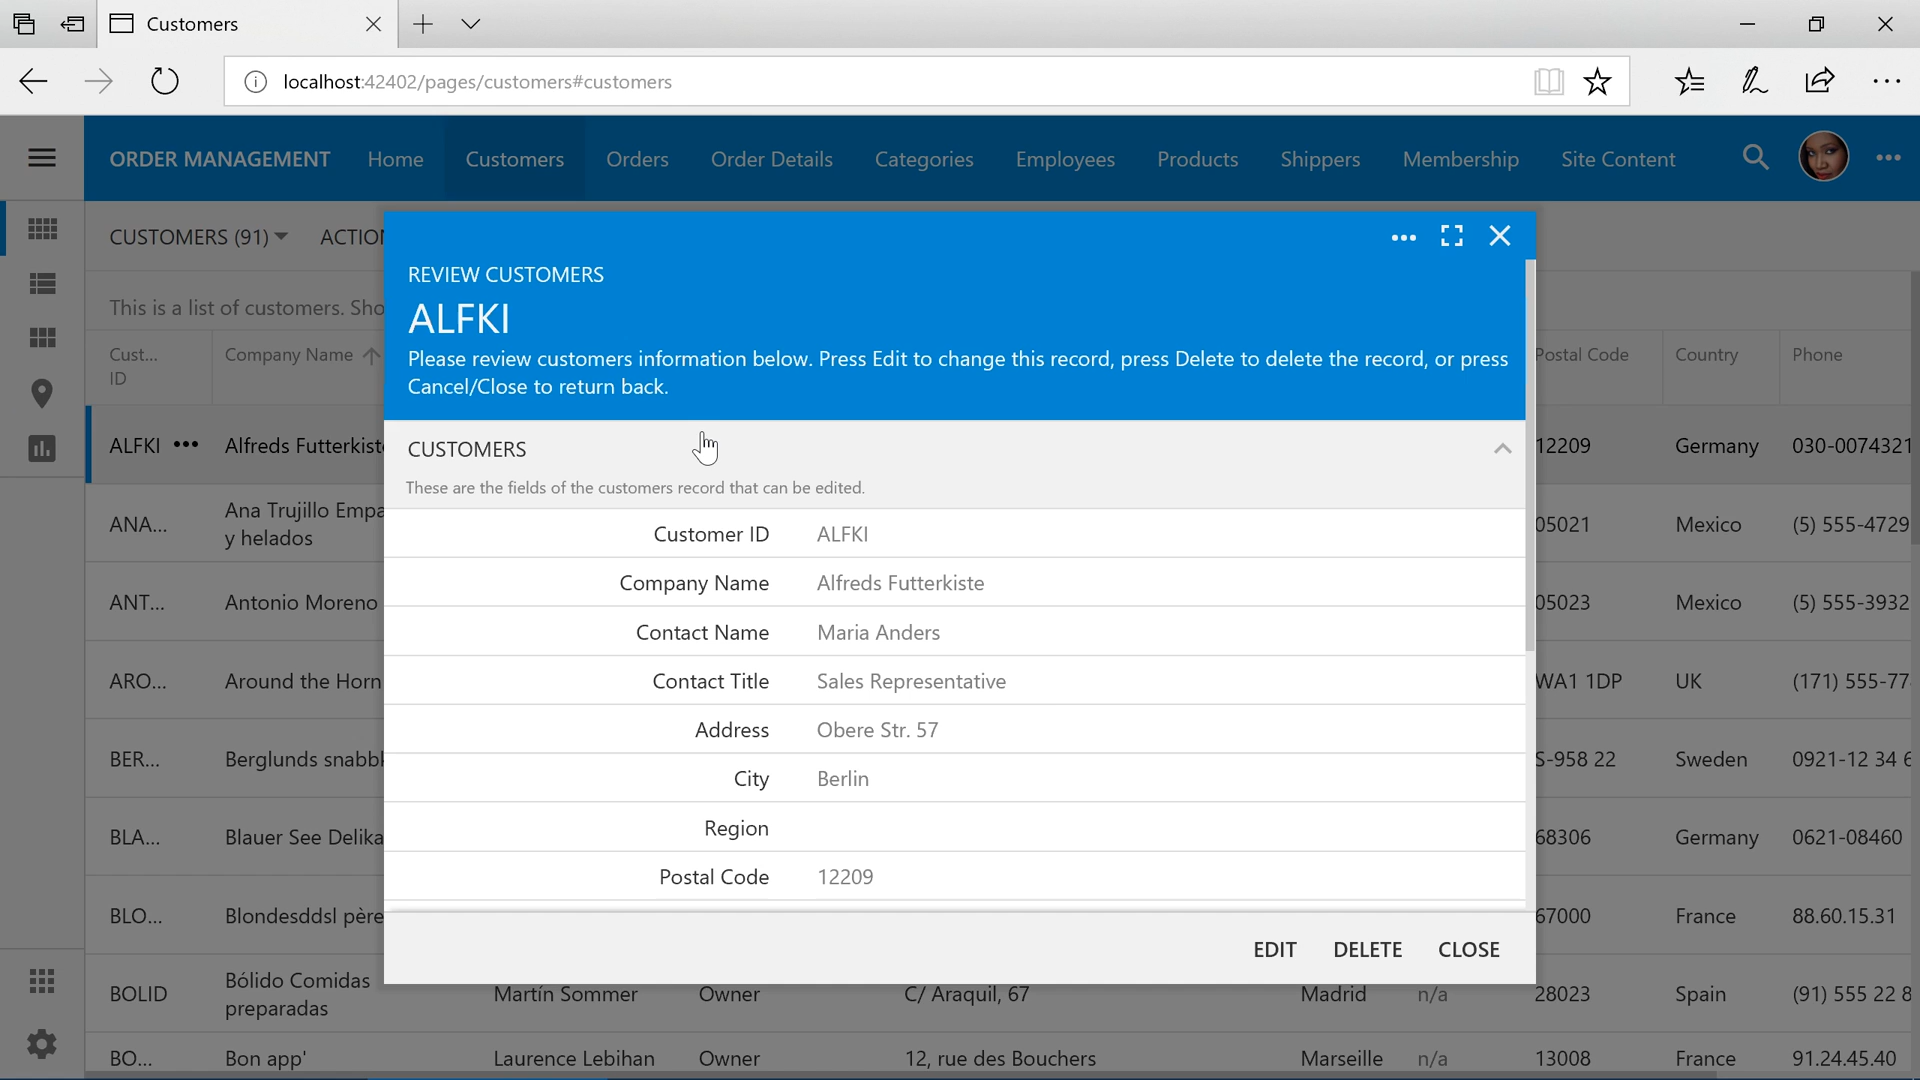 Customers
localhost:42402/pages/customers#customers
ORDER MANAGEMENT Home Customers Orders Order Details Categories Employees Products Shippers Membership Site Content
CUSTOMERS (91)
This is a list of customers.
Cust...
ID
Company Name
Postal Code Country Phone
REVIEW CUSTOMERS
ALFKI
Please review customers information below. Press Edit to change this record, press Delete to delete the record, or press
Cancel/Close to return back.
CUSTOMERS
These are the fields of the customers record that can be edited.
Customer ID ALFKI
Company Name Alfreds Futterkiste
Contact Name Maria Anders
Contact Title Sales Representative
Address Obere Str. 57
City Berlin
Region
Postal Code 12209
EDIT DELETE CLOSE
ALFKI Alfreds Futterkiste 12209 Germany 030-0074321
ANA... Ana Trujillo 05021 Mexico (5) 555-4729
y helados
ANT... Antonio Moreno 05023 Mexico (5) 555-3932
ARO... Around the Horn WA1 1DP UK (171) 555-77
BER... Berglunds S-958 22 Sweden 0921-12 34 6
BLA... Blauer See 68306 Germany 0621-08460
BLO... Blondesddsl père 67000 France 88.60.15.31
BOLID Bólido Comidas
preparadas Martín Sommer Owner C/ Araquil, 67 Madrid n/a 28023 Spain (91) 555 22 8
BO... Bon app' Laurence Lebihan Owner 12, rue des Bouchers Marseille n/a 13008 France 91.24.45.40